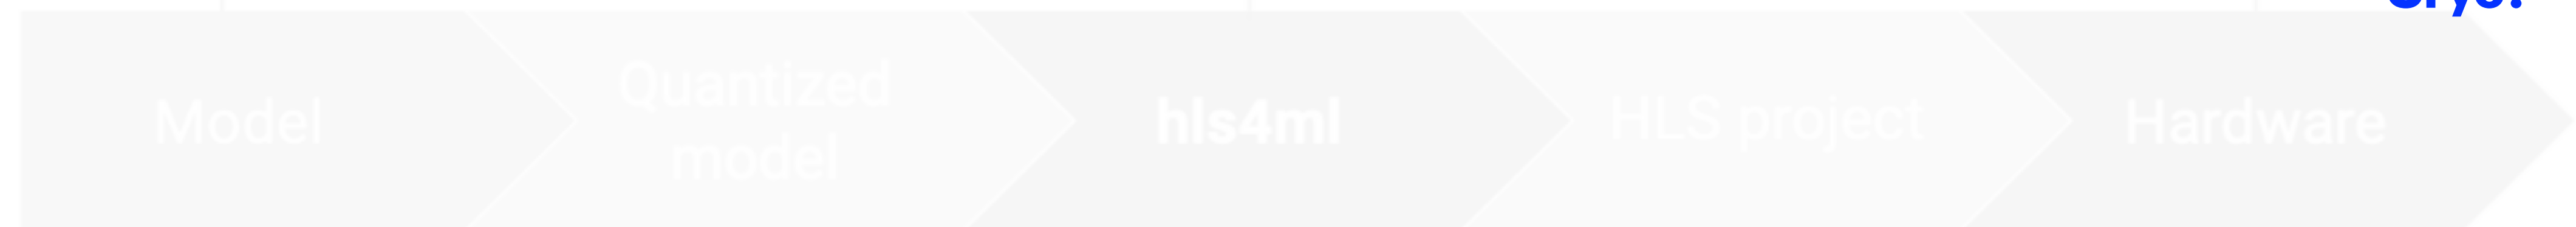 Model
Quantized
model
hls4ml
HLS project
Hardware